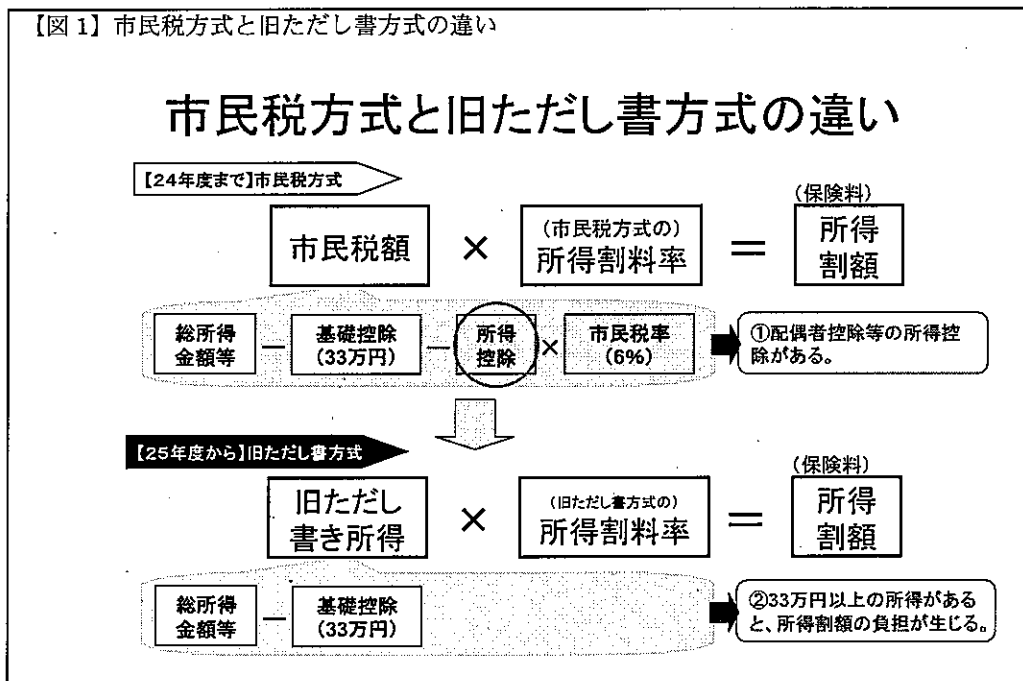 【図1】市民税方式と旧ただし書方式の違い
市民税方式と旧ただし書方式の違い
【24年度まで】市民税方式
市民税額
×
(市民税方式の)
所得割料率
=
(保険料)
所得
割額
総所得
金額等
-
基礎控除
(33万円)
-
所得
控除
×
市民税率
(6%)
①配偶者控除等の所得控
除がある。
【25年度から】旧ただし書方式
旧ただし
書き所得
×
(旧ただし書方式の)
所得割料率
=
(保険料)
所得
割額
総所得
金額等
-
基礎控除
(33万円)
②33万円以上の所得がある
と、所得割額の負担が生じる。